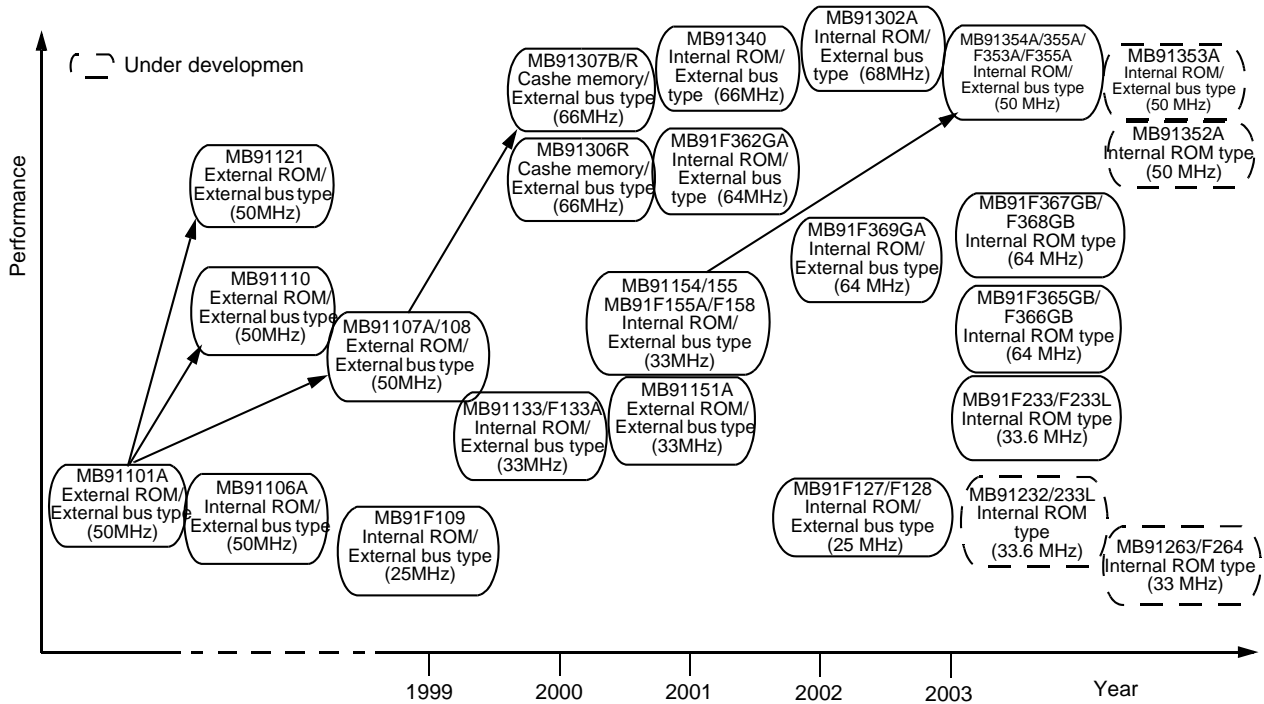 Under developmen
Performance
MB91121
External ROM/
External bus type
(50MHz)
MB91110
External ROM/
External bus type
(50MHz)
MB91101A
External ROM/
External bus type
(50MHz)
MB91106A
Internal ROM/
External bus type
(50MHz)
MB91107A/108
External ROM/
External bus type
(50MHz)
MB91F109
Internal ROM/
External bus type
(25MHz)
MB91307B/R
Cashe memory/
External bus type
(66MHz)
MB91306R
Cashe memory/
External bus type
(66MHz)
MB91133/F133A
Internal ROM/
External bus type
(33MHz)
MB91340
Internal ROM/
External bus
type (66MHz)
MB91F362GA
Internal ROM/
External bus
type (64MHz)
MB91154/155
MB91F155A/F158
Internal ROM/
External bus type
(33MHz)
MB91151A
External ROM/
External bus type
(33MHz)
MB91302A
Internal ROM/
External bus
type (68MHz)
MB91F369GA
Internal ROM/
External bus type
(64 MHz)
MB91F127/F128
Internal ROM/
External bus type
(25 MHz)
MB91354A/355A/
F353A/F355A
Internal ROM/
External bus type
(50 MHz)
MB91F367GB/
F368GB
Internal ROM type
(64 MHz)
MB91F365GB/
F366GB
Internal ROM type
(64 MHz)
MB91F233/F233L
Internal ROM type
(33.6 MHz)
MB91232/233L
Internal ROM
type
(33.6 MHz)
MB91353A
Internal ROM/
External bus type
(50 MHz)
MB91352A
Internal ROM type
(50 MHz)
MB91263/F264
Internal ROM type
(33 MHz)
1999
2000
2001
2002
2003
Year